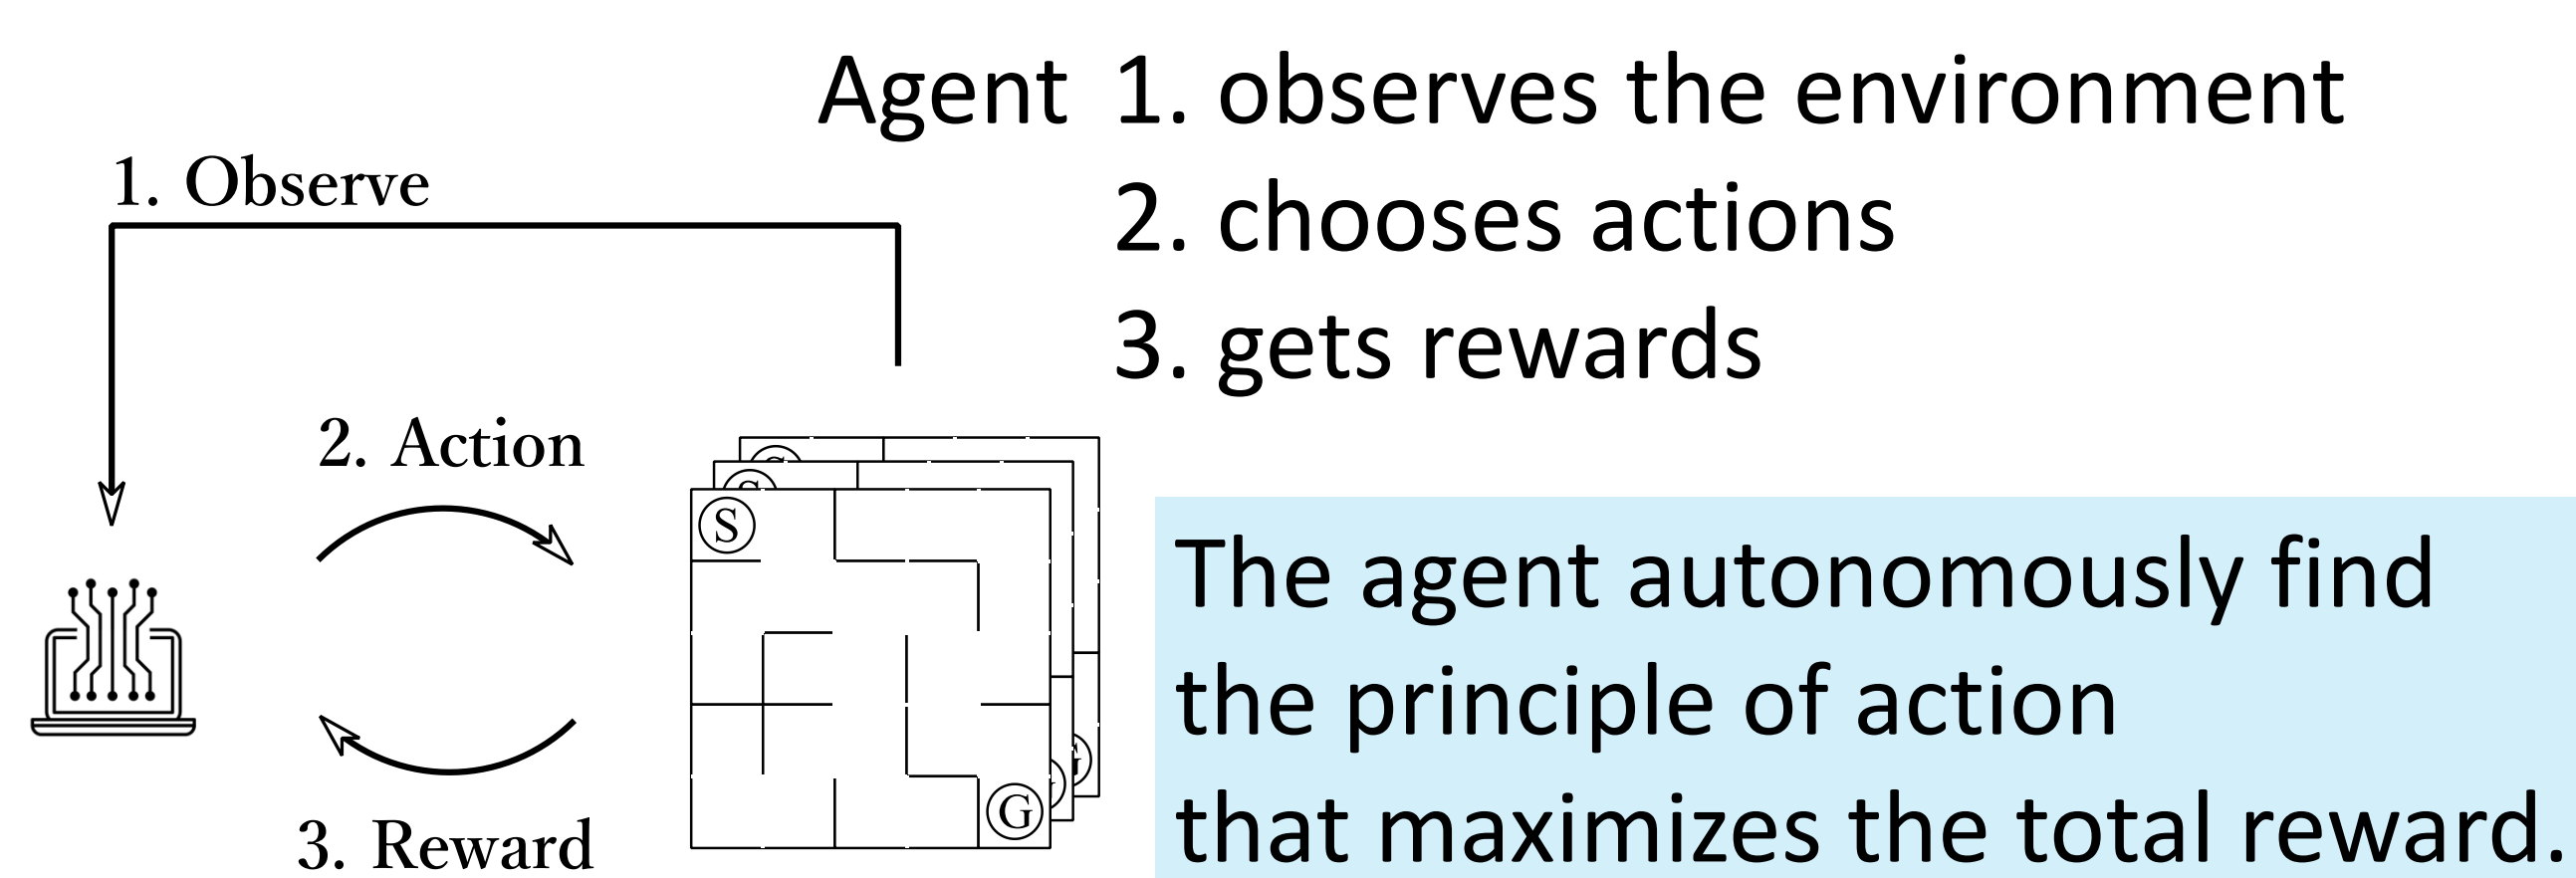 Agent 1. observes the environment
2. chooses actions
3. gets rewards
1. Observe
2. Action
3. Reward
S
G
The agent autonomously find
the principle of action
that maximizes the total reward.